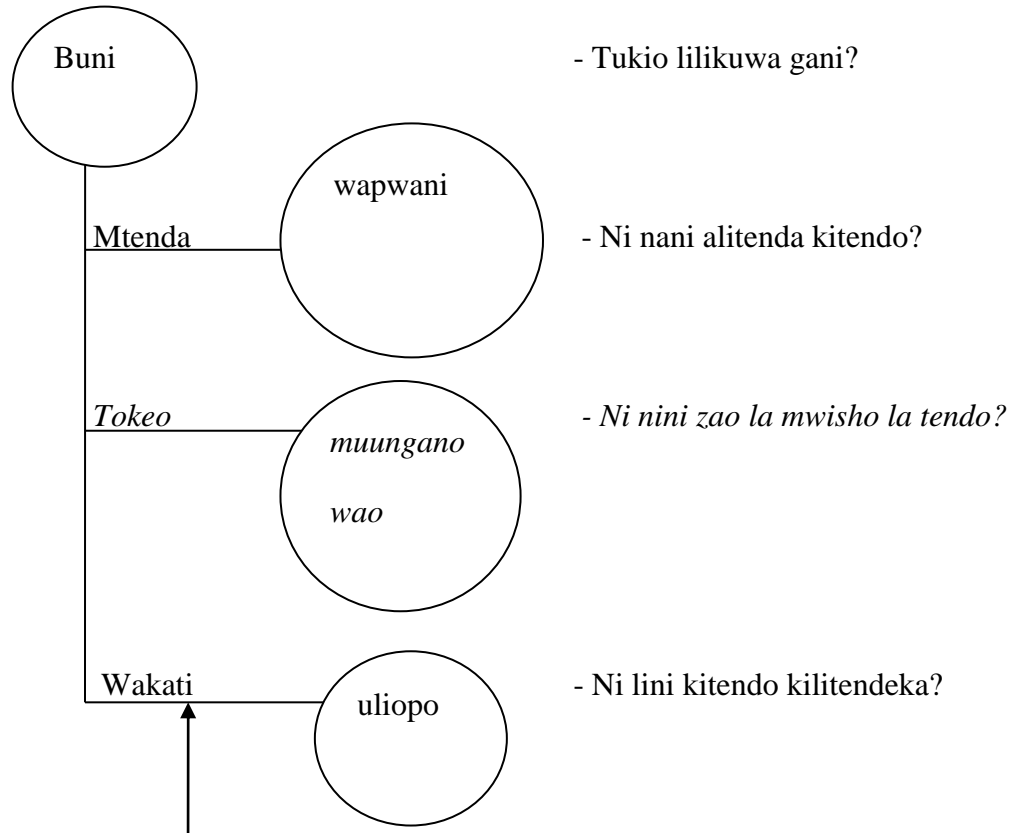 Buni - Tukio lilikuwa gani?
wapwani
Mtenda - Ni nani alitenda kitendo?
Tokeo - Ni nini zao la mwisho la tendo?
muungano
wao
Wakati - Ni lini kitendo kilitendeka?
uliopo